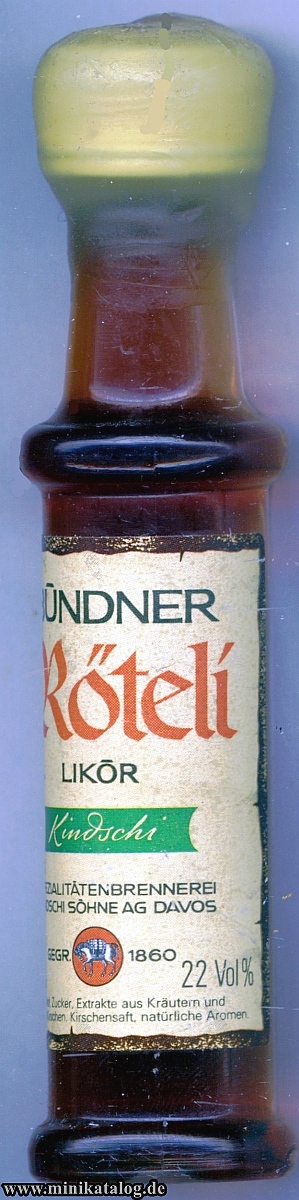 ÜNDNER
Röteli
LIKÖR
Kindschi
ZIALITÄTENBRENNEREI
DSCHI SÖHNE AG DAVOS
GEGR. 1860 22 Vol%
Zucker, Extrakte aus Kräutern und
Kirschensaft, natürliche Aromen.
www.minikatalog.de